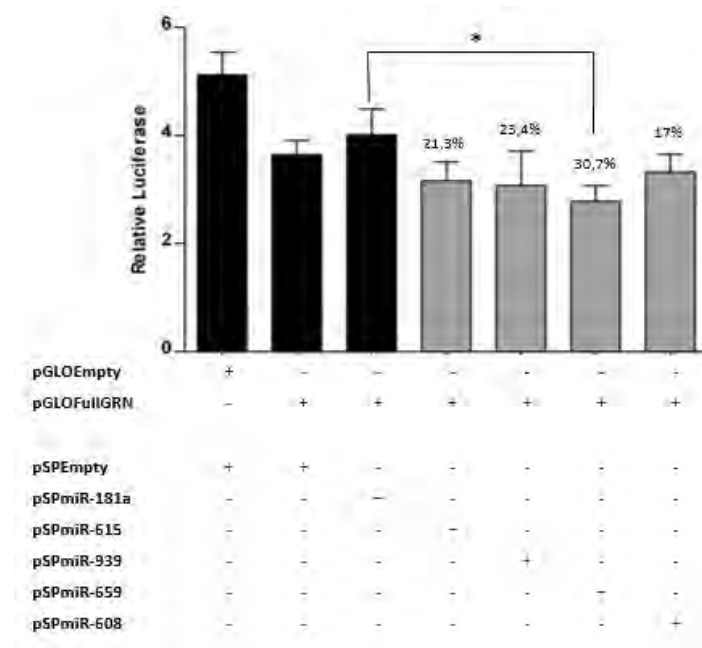 6
*
21,3% 23,4% 30,7% 17%
4
Relative Luciferase
2
0
pGLOEmpty + - - - - - -
pGLOFullGRN - + + + + + +
pSPEmpty + + - - - - -
pSPmiR-181a - - + - - - -
pSPmiR-615 - - - + - - -
pSPmiR-939 - - - - + - -
pSPmiR-659 - - - - - + -
pSPmiR-608 - - - - - - +